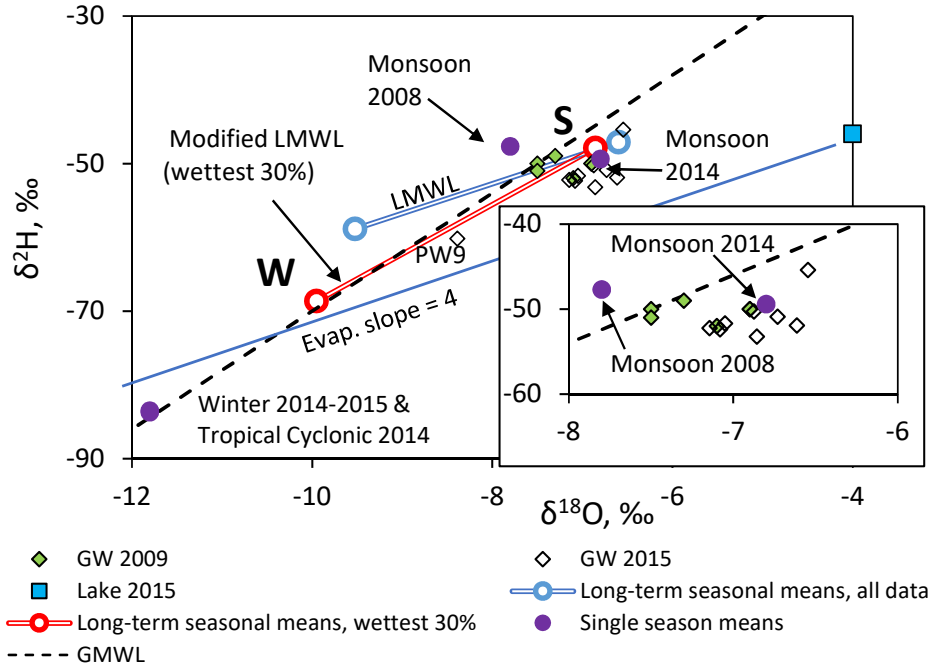 -30
Monsoon
2008
S
Modified LMWL
(wettest 30%)
Monsoon
2014
-50
LMWL
δ²H, ‰
W
PW9
-40
Monsoon 2014
-70
Evap. slope = 4
-50
Monsoon 2008
Winter 2014-2015 &
Tropical Cyclonic 2014
-60
-8
-7
-6
-90
-12
-10
-8
-6
-4
δ¹⁸O, ‰
GW 2009
GW 2015
Lake 2015
Long-term seasonal means, all data
Long-term seasonal means, wettest 30%
Single season means
GMWL